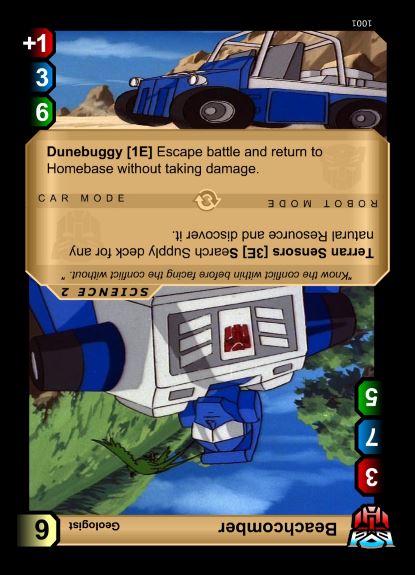 +1
3
6
Dunebuggy [1E] Escape battle and return to
Homebase without taking damage.
CAR MODE
3
Beachcomber Geologist 9
3
7
5
SCIENCE 2
"Know the conflict within before facing the conflict without."
Terran Sensors [3E] Search Supply deck for any
natural Resource and discover it.
ROBOT MODE
1001